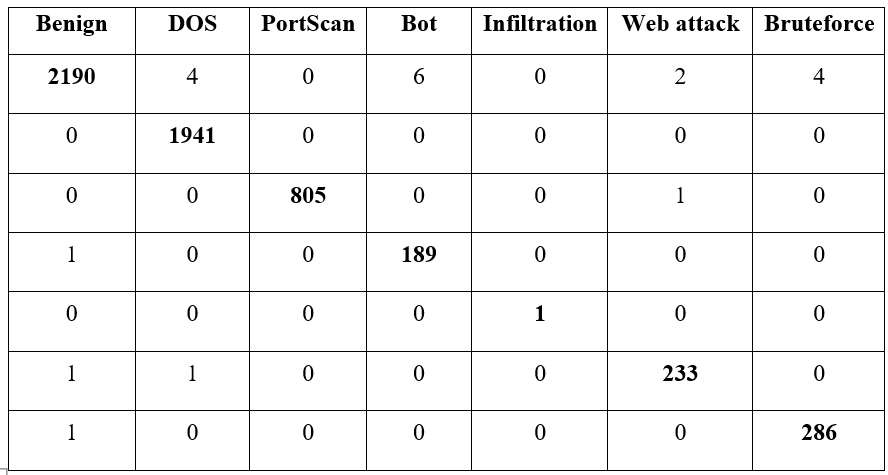 Benign DOS PortScan Bot Infiltration Web attack Bruteforce
2190 4 0 6 0 2 4
0 1941 0 0 0 0 0
0 0 805 0 0 1 0
1 0 0 189 0 0 0
0 0 0 0 1 0 0
1 1 0 0 0 233 0
1 0 0 0 0 0 286